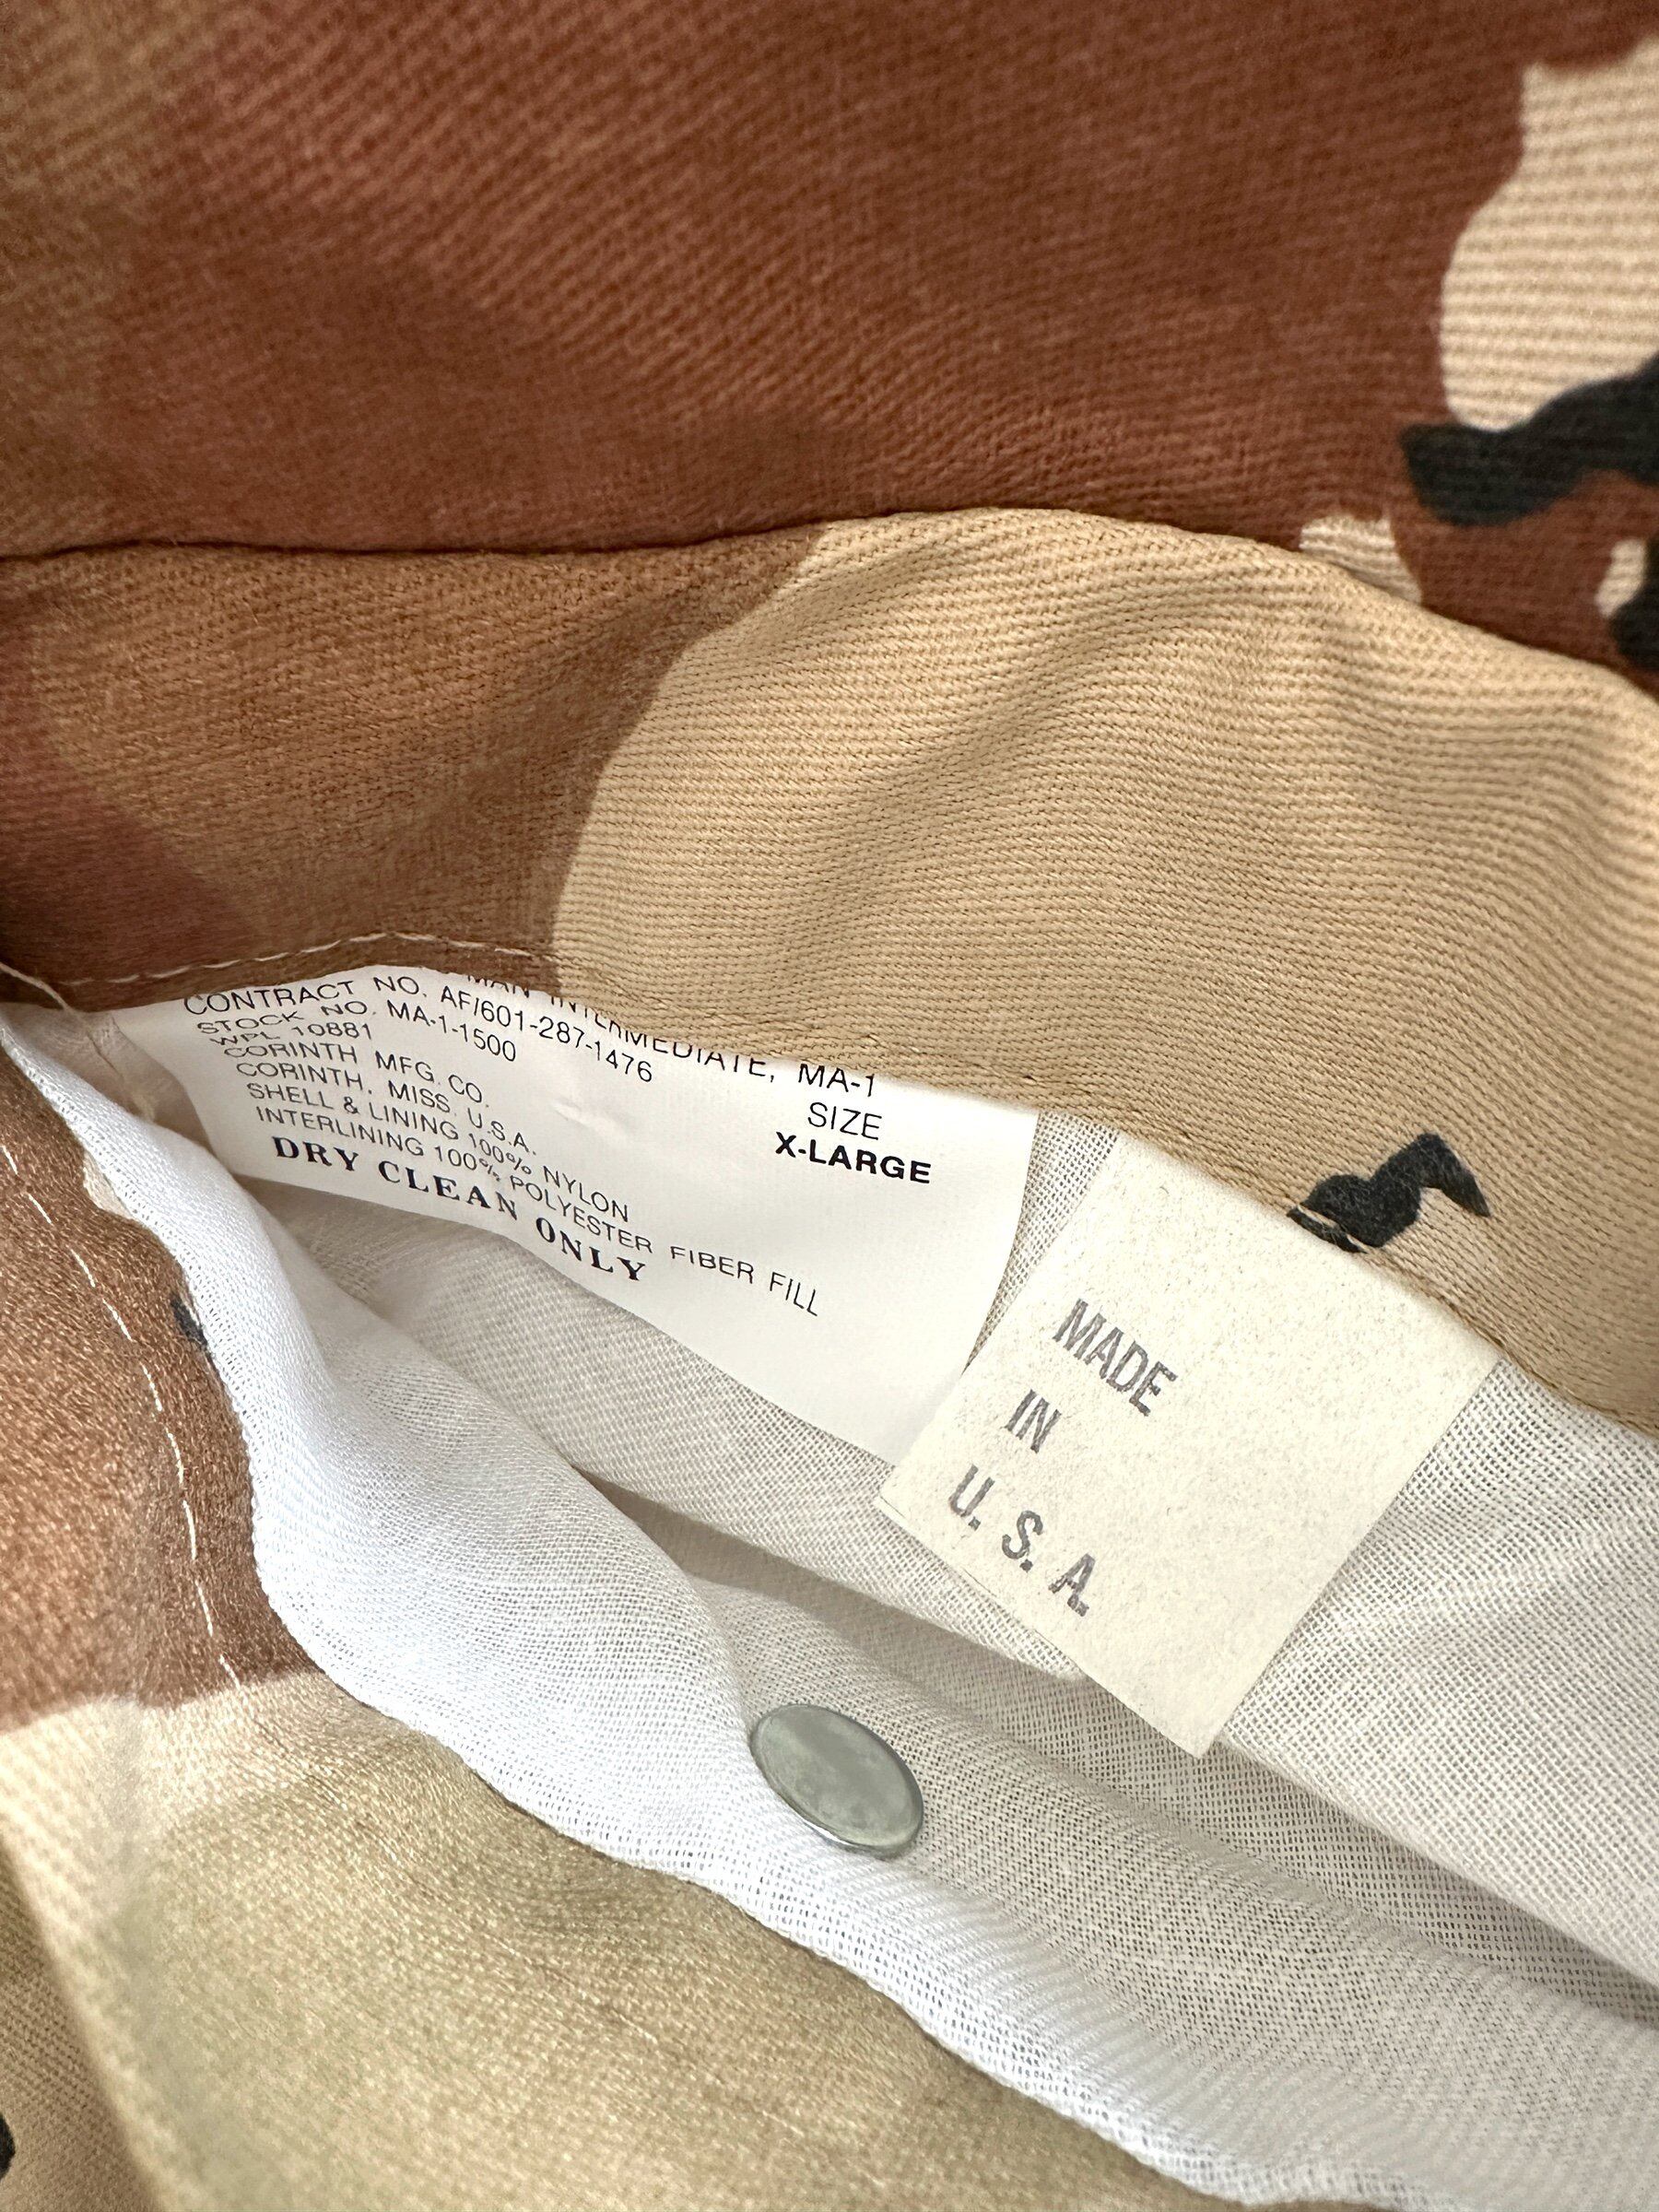 MAN INTERMEDIATE, MA-1
CONTRACT NO. AF/601-287-1476
STOCK NO. MA-1-1500
WPL 10881
CORINTH MFG. CO.
CORINTH. MISS. U.S.A.
SHELL & LINING 100% NYLON
INTERLINING 100% POLYESTER FIBER FILL
DRY CLEAN ONLY
SIZE
X-LARGE
MADE
IN
U. S. A.